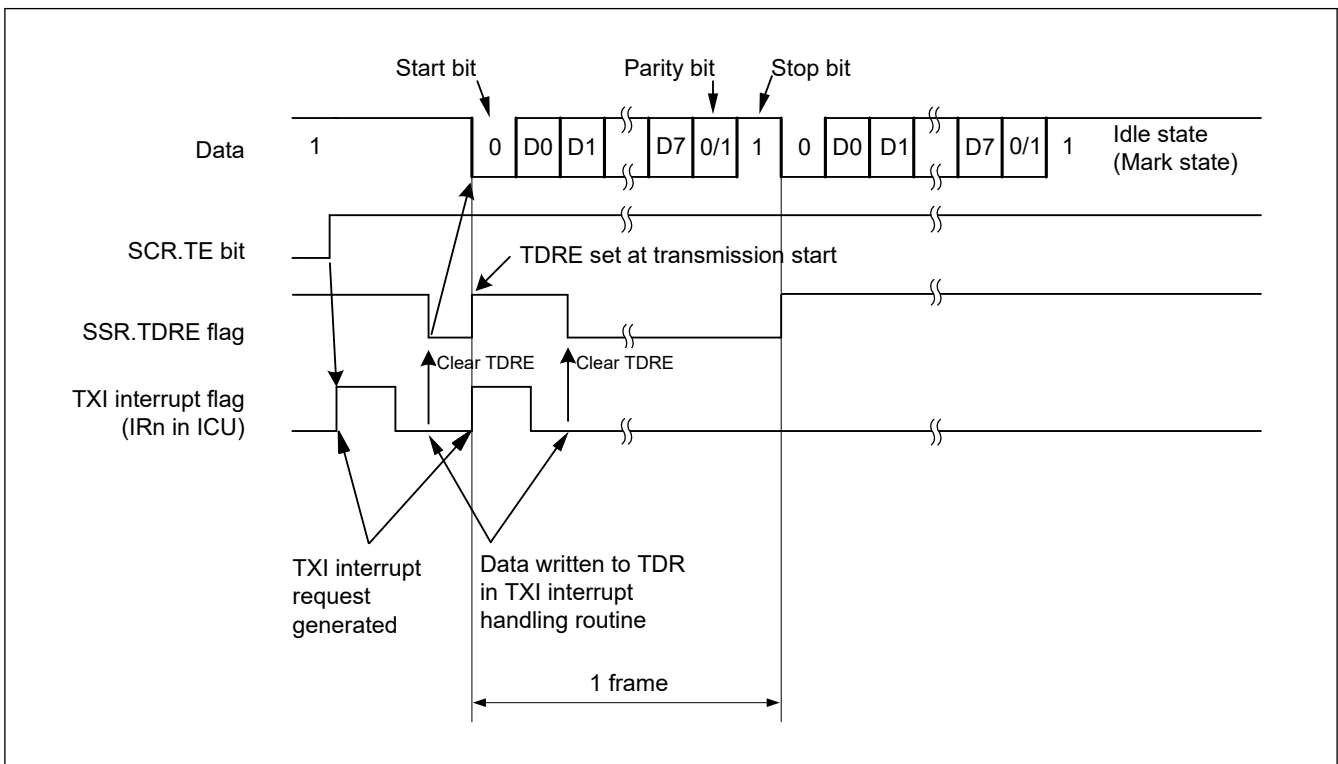 Start bit
Parity bit
Stop bit
Data
1
0
D0
D1
D7
0/1
1
0
D0
D1
D7
0/1
1
Idle state
(Mark state)
SCR.TE bit
TDRE set at transmission start
SSR.TDRE flag
Clear TDRE
Clear TDRE
TXI interrupt flag
(IRn in ICU)
TXI interrupt
request
generated
Data written to TDR
in TXI interrupt
handling routine
1 frame